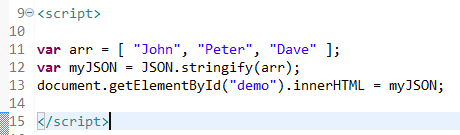 9 <script>
10
11 var arr = [ "John", "Peter", "Dave" ];
12 var myJSON = JSON.stringify(arr);
13 document.getElementById("demo").innerHTML = myJSON;
14
15 </script>